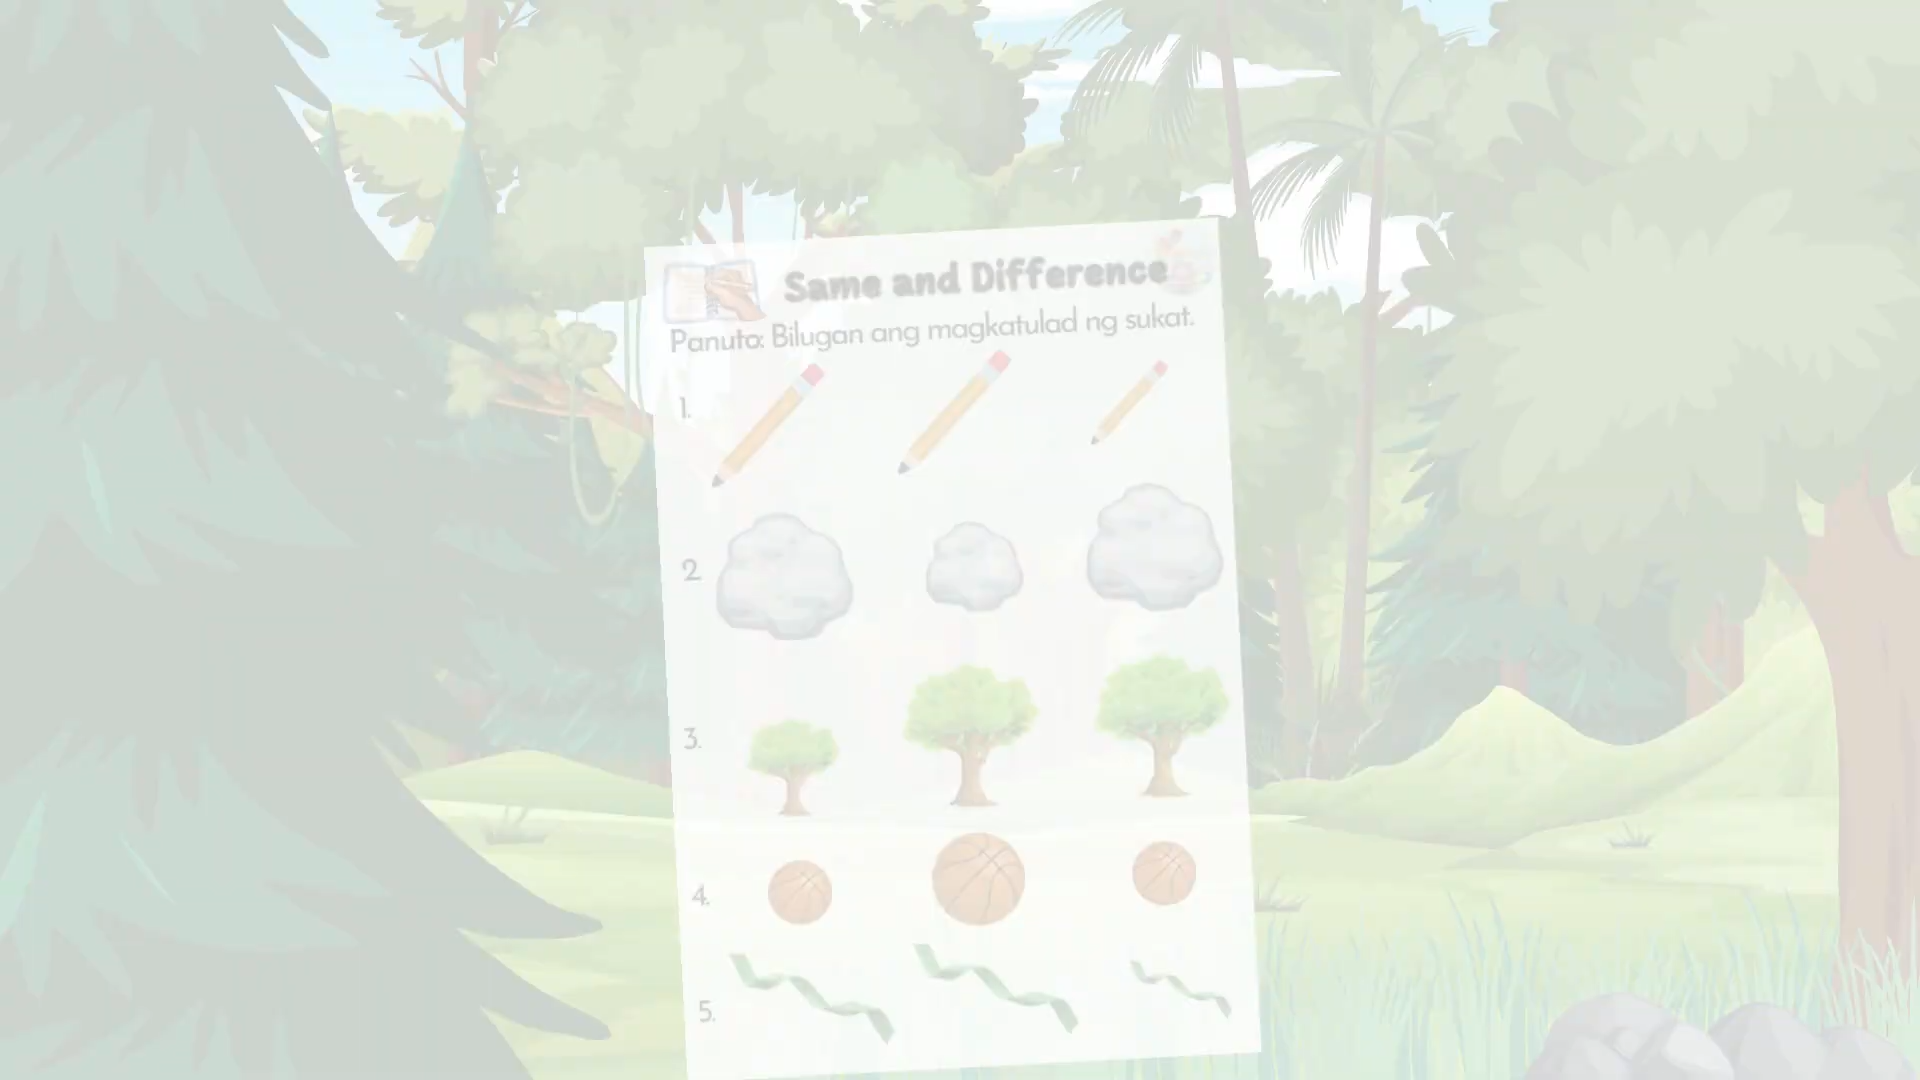 Same and Difference
Panuto: Bilugan ang magkatulad ng sukat.
1.
2.
3.
4.
5.